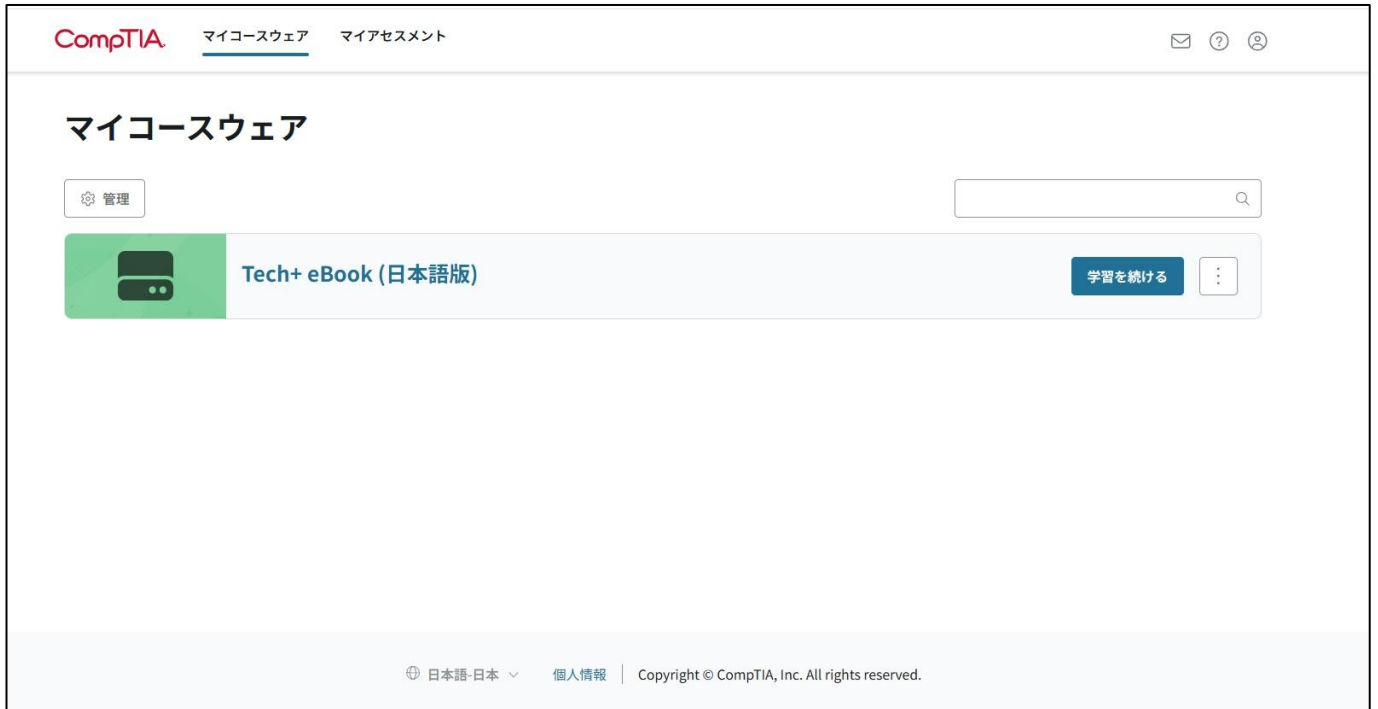 CompTIA.
マイコースウェア マイアセスメント
マイコースウェア
管理
Tech+ eBook (日本語版)
学習を続ける
日本語-日本 個人情報 Copyright © CompTIA, Inc. All rights reserved.